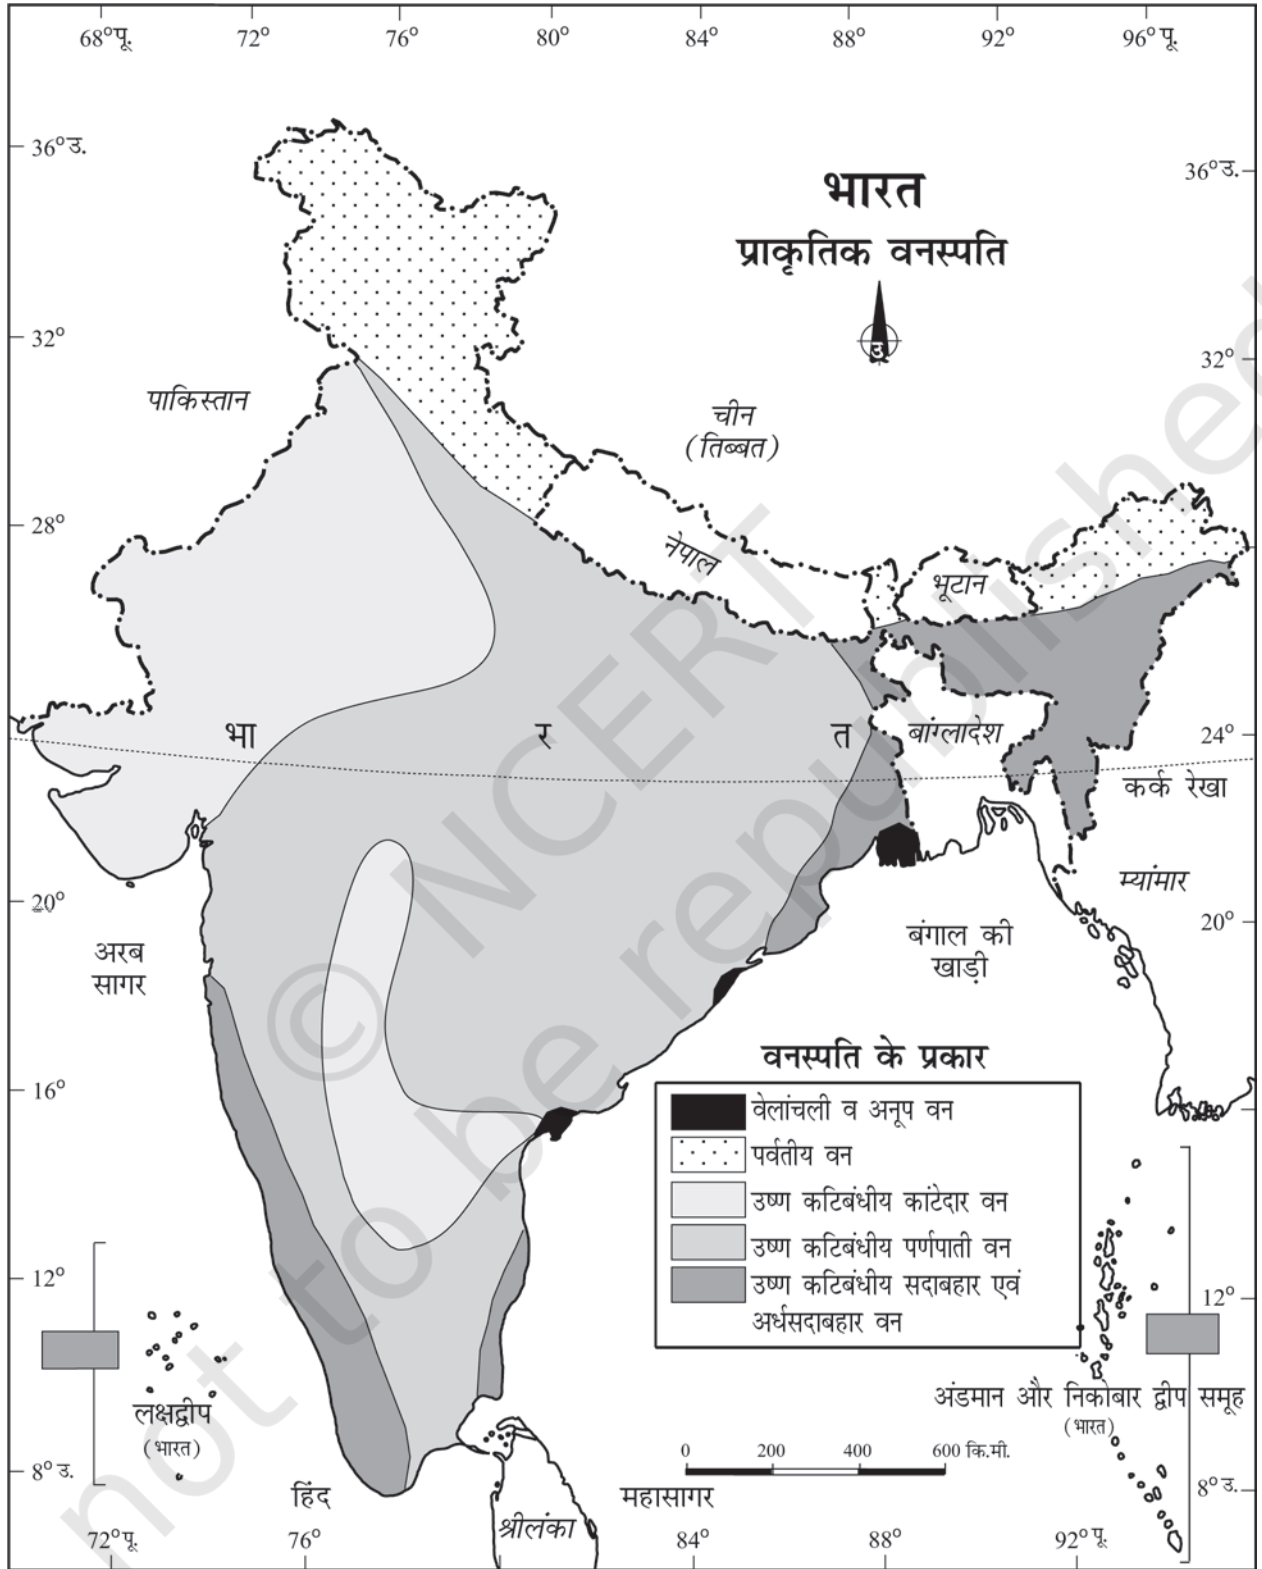 68°पू. 72° 76° 80° 84° 88° 92° 96° पू.
36°उ.
36°उ.
भारत
प्राकृतिक वनस्पति
उ
32°
32°
पाकिस्तान
चीन
(तिब्बत)
28°
नेपाल
भूटान
भा र त
बांग्लादेश
24°
कर्क रेखा
म्यांमार
20°
20°
अरब
सागर
बंगाल की
खाड़ी
16°
वनस्पति के प्रकार
वेलांचली व अनूप वन
पर्वतीय वन
उष्ण कटिबंधीय कांटेदार वन
उष्ण कटिबंधीय पर्णपाती वन
उष्ण कटिबंधीय सदाबहार एवं
अर्धसदाबहार वन
12°
12°
लक्षद्वीप
(भारत)
अंडमान और निकोबार द्वीप समूह
(भारत)
0 200 400 600 कि.मी.
8°उ.
8°उ.
हिंद महासागर
श्रीलंका
72°पू. 76° 84° 88° 92°पू.
© NCERT
not to be republished